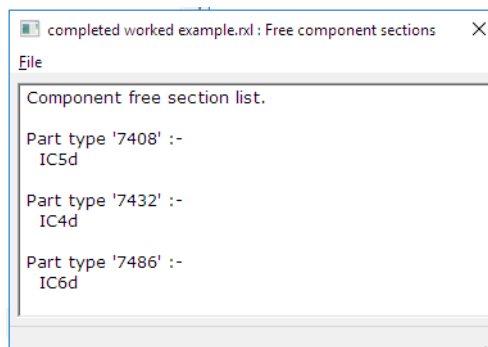 completed worked example.rxl : Free component sections
File
Component free section list.
Part type '7408' :-
IC5d
Part type '7432' :-
IC4d
Part type '7486' :-
IC6d